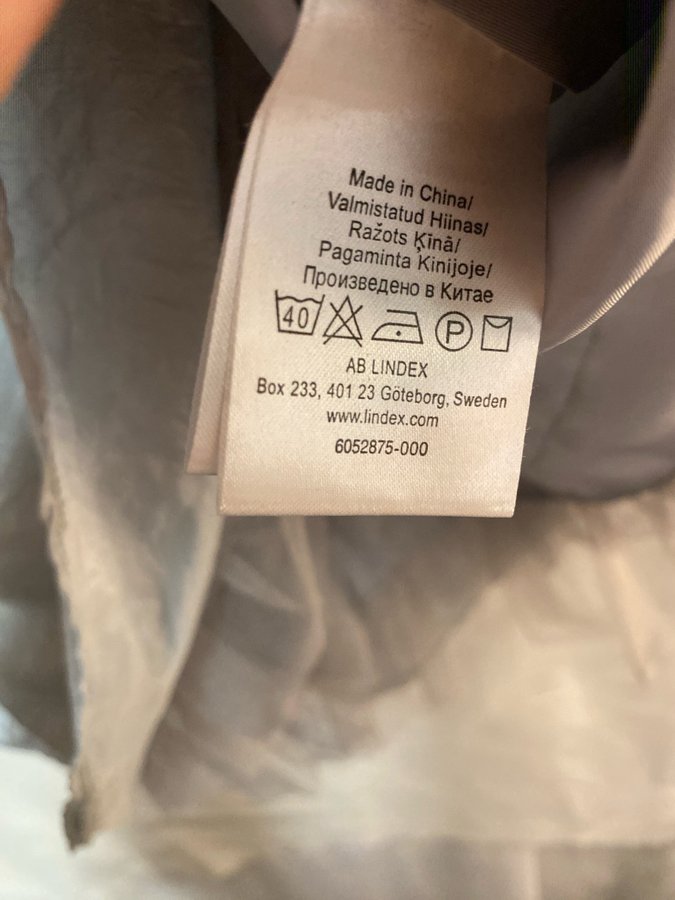 Made in China/
Valmistatud Hiinas/
Ražots Ķīnā/
Pagaminta Kinijoje/
Произведено в Китае
40 P
AB LINDEX
Box 233, 401 23 Göteborg, Sweden
www.lindex.com
6052875-000